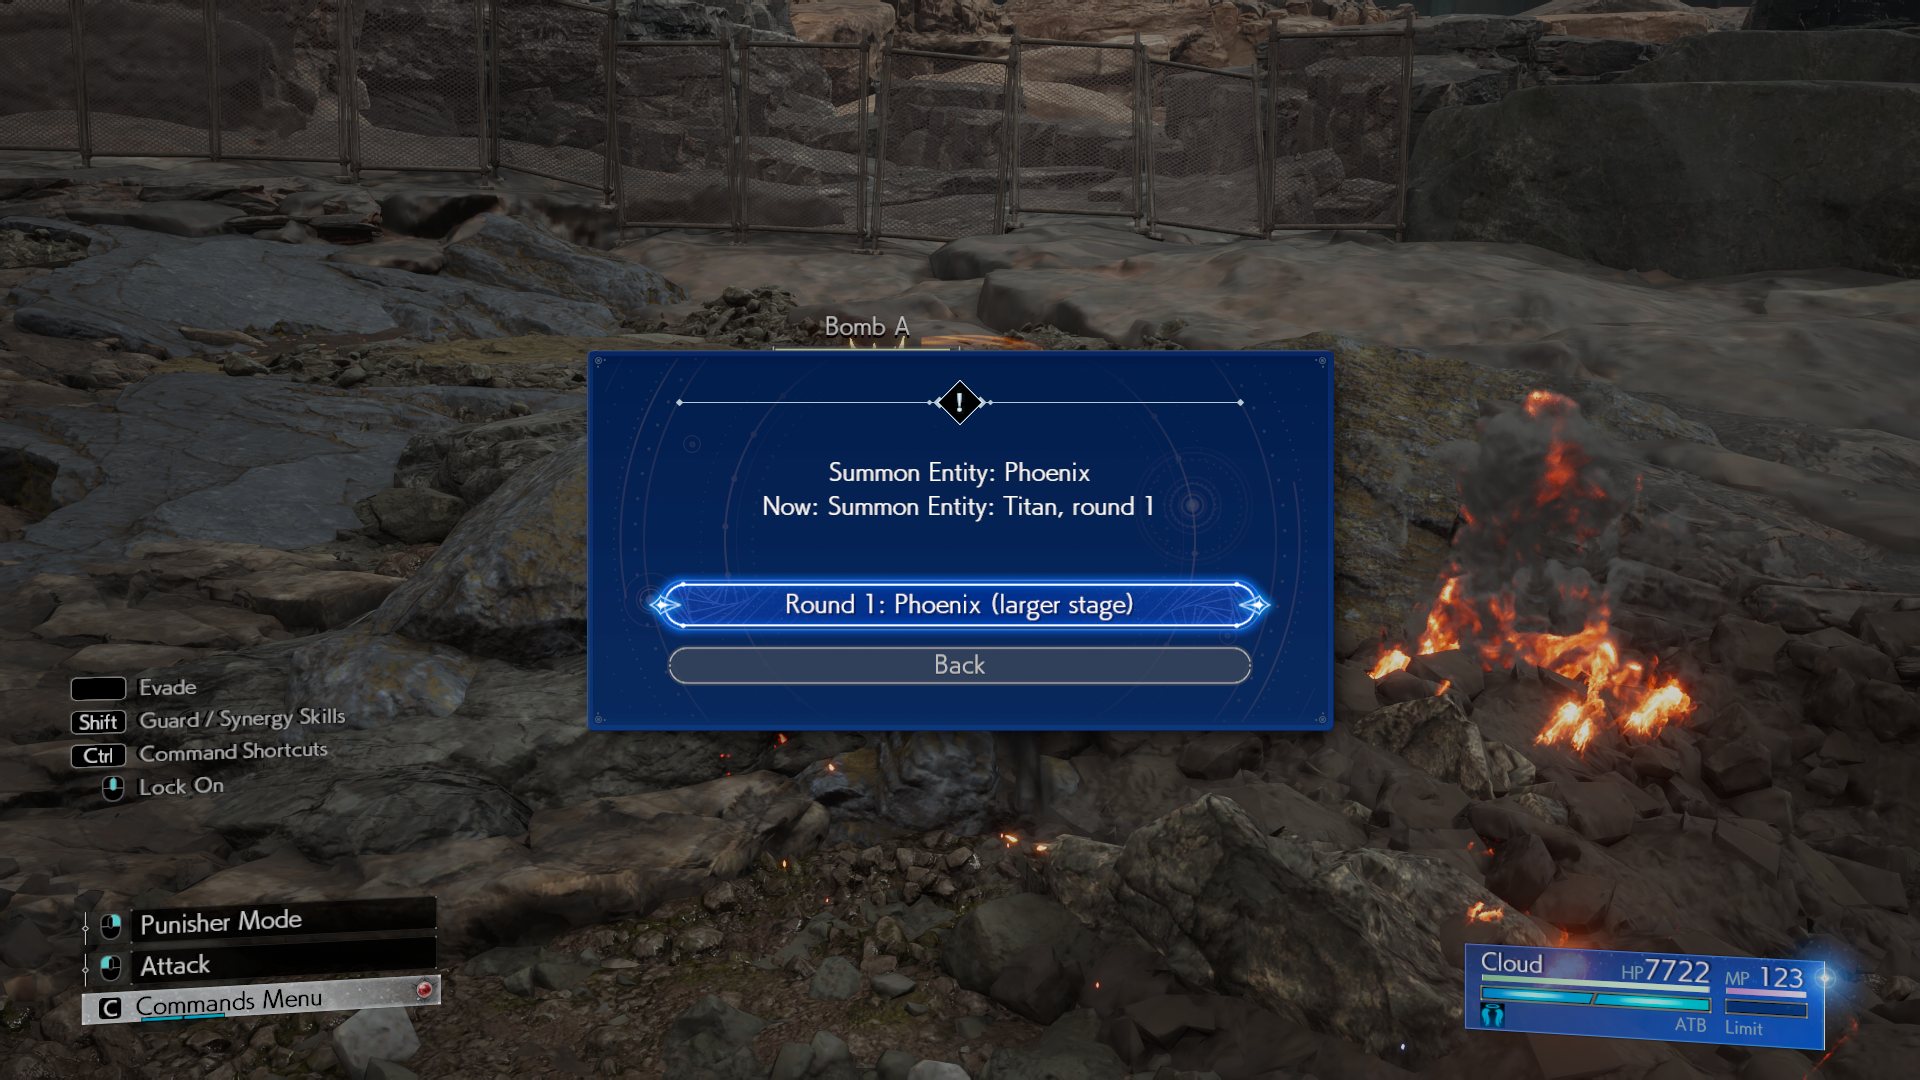 Bomb A
!
Summon Entity: Phoenix
Now: Summon Entity: Titan, round 1
Round 1: Phoenix (larger stage)
Back
Evade
Shift Guard / Synergy Skills
Ctrl Command Shortcuts
Lock On
Punisher Mode
Attack
C Commands Menu
Cloud HP 7722 MP 123
ATB Limit